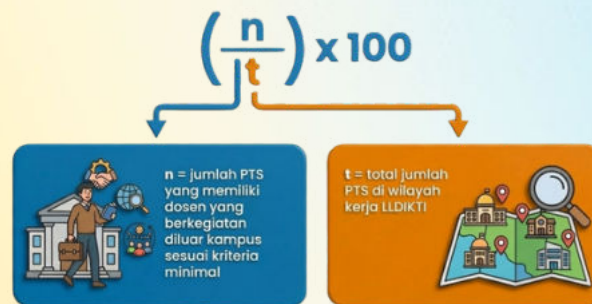 (n/t) x 100
n = jumlah PTS
yang memiliki
dosen yang
berkegiatan
diluar kampus
sesuai kriteria
minimal
t = total jumlah
PTS di wilayah
kerja LLDIKTI